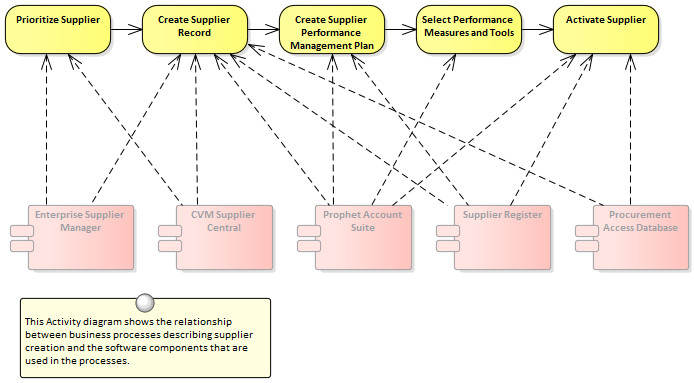 Prioritize Supplier
Create Supplier
Record
Create Supplier
Performance
Management Plan
Select Performance
Measures and Tools
Activate Supplier
Enterprise Supplier
Manager
CVM Supplier
Central
Prophet Account
Suite
Supplier Register
Procurement
Access Database
This Activity diagram shows the relationship
between business processes describing supplier
creation and the software components that are
used in the processes.